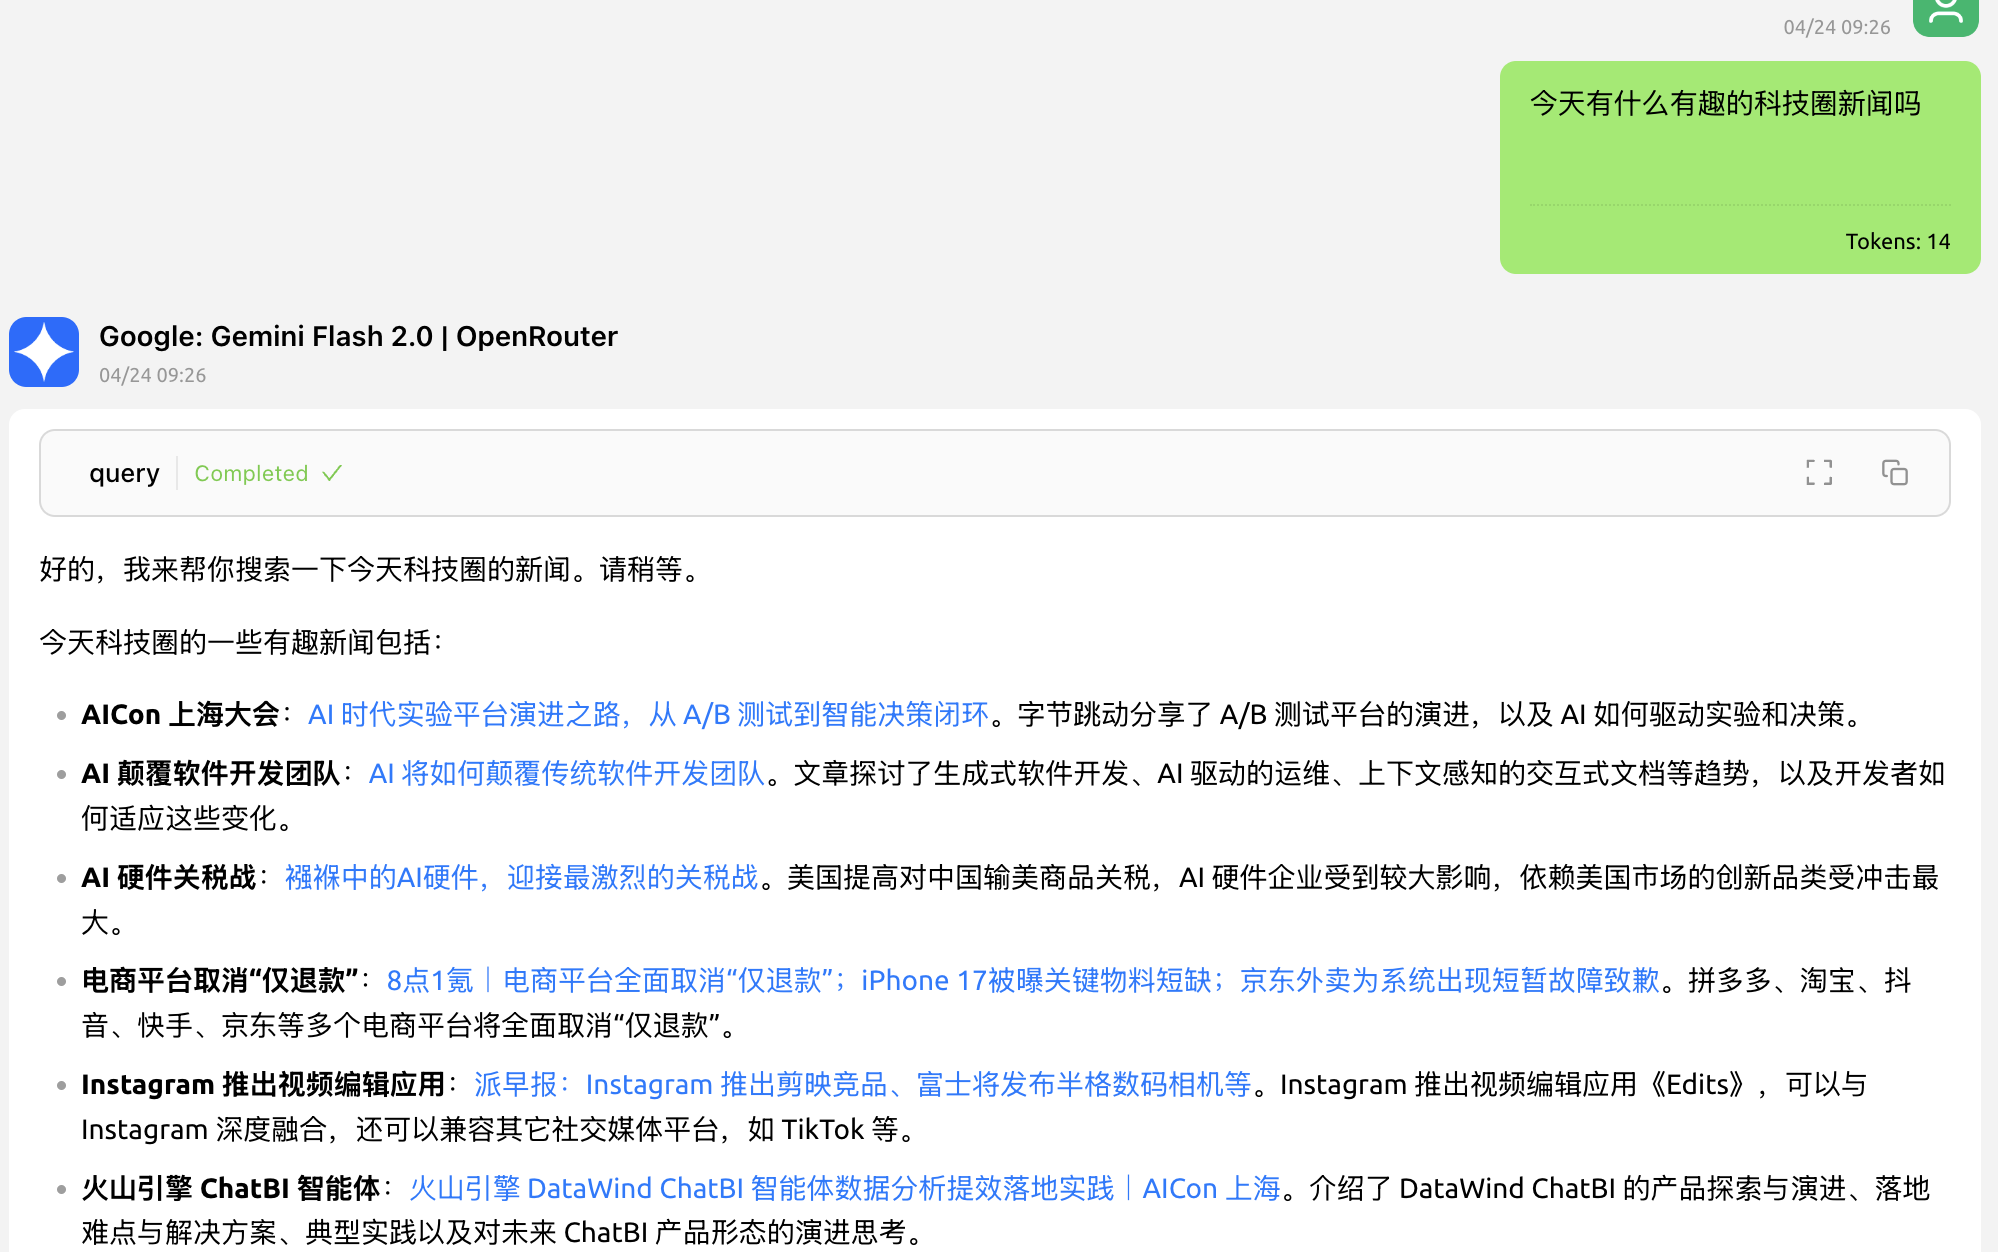 04/24 09:26
今天有什么有趣的科技圈新闻吗
Tokens: 14
Google: Gemini Flash 2.0 | OpenRouter
04/24 09:26
query
Completed
好的，我来帮你搜索一下今天科技圈的新闻。请稍等。
今天科技圈的一些有趣新闻包括：
AICon 上海大会：AI 时代实验平台演进之路，从 A/B 测试到智能决策闭环。字节跳动分享了 A/B 测试平台的演进，以及 AI 如何驱动实验和决策。
AI 颠覆软件开发团队：AI 将如何颠覆传统软件开发团队。文章探讨了生成式软件开发、AI 驱动的运维、上下文感知的交互式文档等趋势，以及开发者如
何适应这些变化。
AI 硬件关税战：襁褓中的AI硬件，迎接最激烈的关税战。美国提高对中国输美商品关税，AI 硬件企业受到较大影响，依赖美国市场的创新品类受冲击最
大。
电商平台取消“仅退款”：8点1氪｜电商平台全面取消“仅退款”；iPhone 17被曝关键物料短缺；京东外卖为系统出现短暂故障致歉。拼多多、淘宝、抖
音、快手、京东等多个电商平台将全面取消“仅退款”。
Instagram 推出视频编辑应用：派早报：Instagram 推出剪映竞品、富士将发布半格数码相机等。Instagram 推出视频编辑应用《Edits》，可以与
Instagram 深度融合，还可以兼容其它社交媒体平台，如 TikTok 等。
火山引擎 ChatBI 智能体：火山引擎 DataWind ChatBI 智能体数据分析提效落地实践｜AICon 上海。介绍了 DataWind ChatBI 的产品探索与演进、落地
难点与解决方案、典型实践以及对未来 ChatBI 产品形态的演进思考。